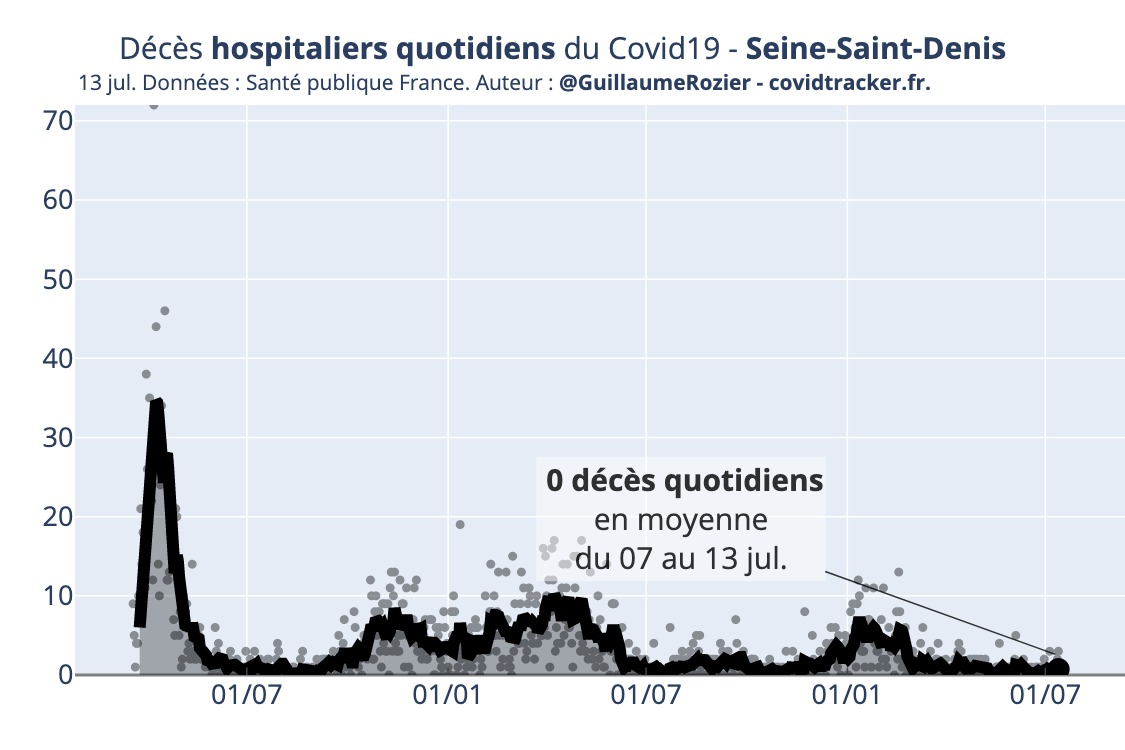 Décès hospitaliers quotidiens du Covid19 - Seine-Saint-Denis
13 jul. Données : Santé publique France. Auteur : @GuillaumeRozier - covidtracker.fr.
70
60
50
40
30
20
10
0
0 décès quotidiens
en moyenne
du 07 au 13 jul.
01/07 01/01 01/07 01/01 01/07